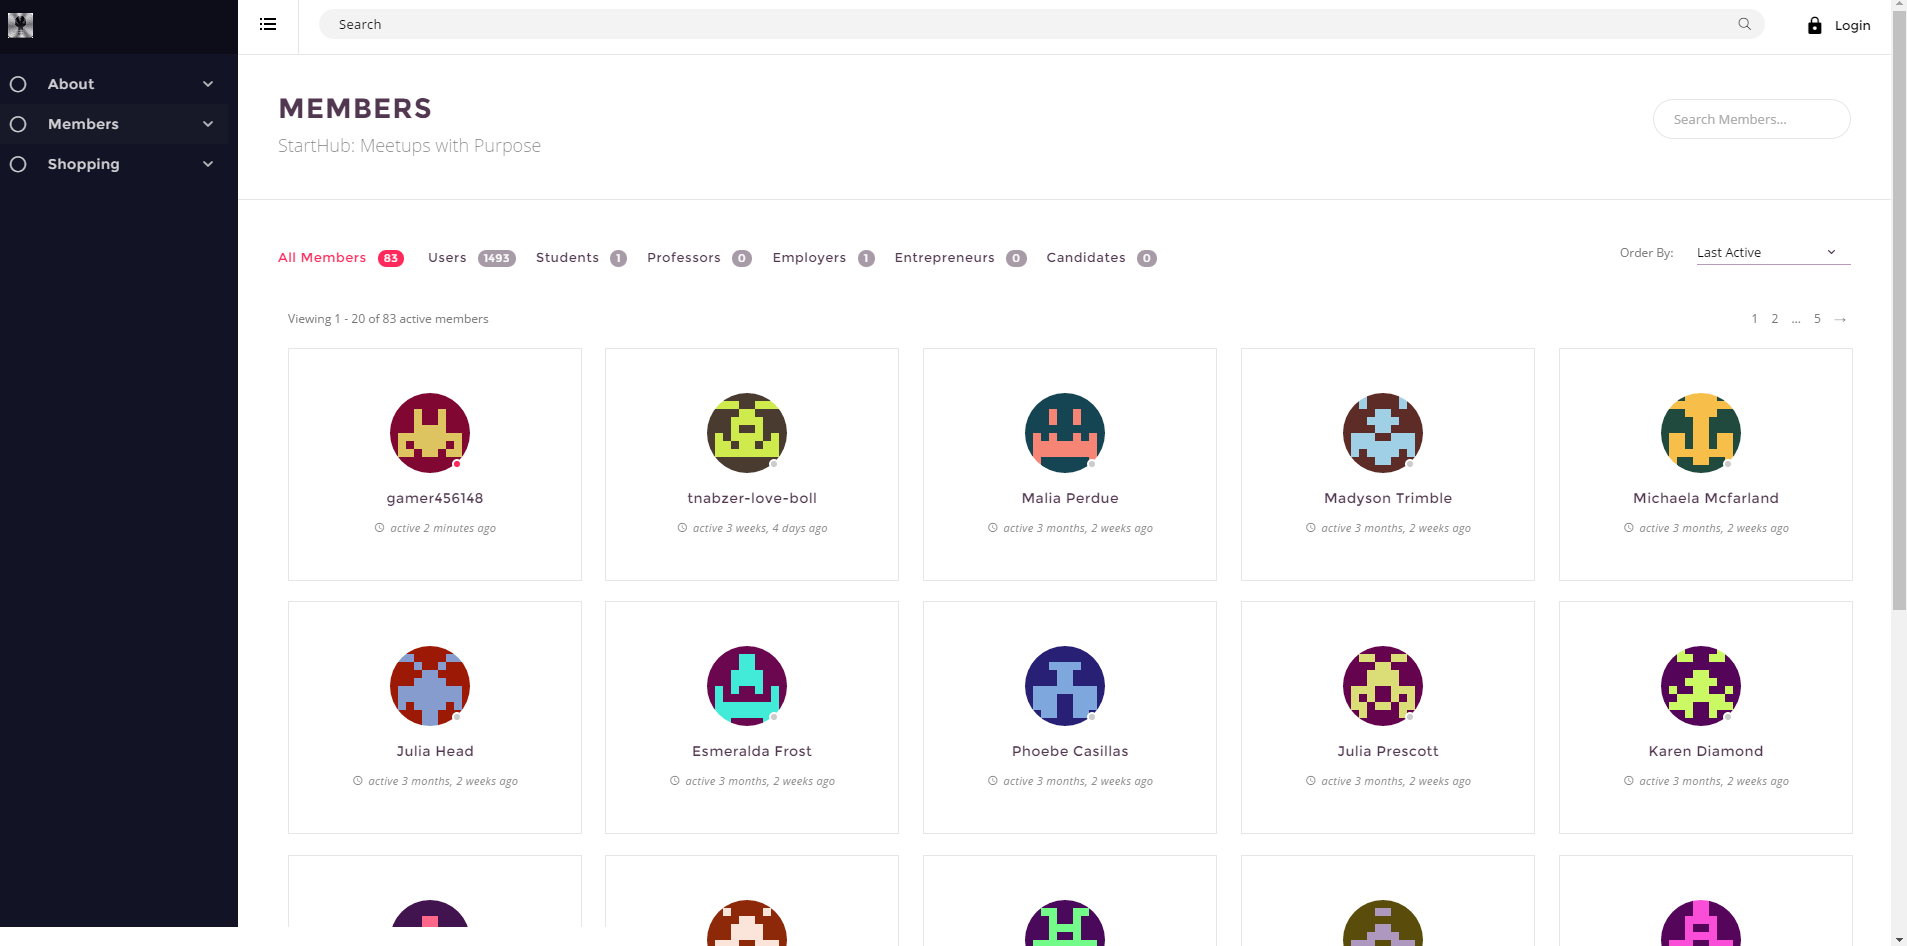 Search
Login
About
Members
Shopping
MEMBERS
StartHub: Meetups with Purpose
Search Members...
All Members 83 Users 1493 Students 1 Professors 0 Employers 1 Entrepreneurs 0 Candidates 0
Order By: Last Active
Viewing 1 - 20 of 83 active members
1 2 ... 5 →
gamer456148
active 2 minutes ago
tnabzer-love-boll
active 3 weeks, 4 days ago
Malia Perdue
active 3 months, 2 weeks ago
Madyson Trimble
active 3 months, 2 weeks ago
Michaela Mcfarland
active 3 months, 2 weeks ago
Julia Head
active 3 months, 2 weeks ago
Esmeralda Frost
active 3 months, 2 weeks ago
Phoebe Casillas
active 3 months, 2 weeks ago
Julia Prescott
active 3 months, 2 weeks ago
Karen Diamond
active 3 months, 2 weeks ago